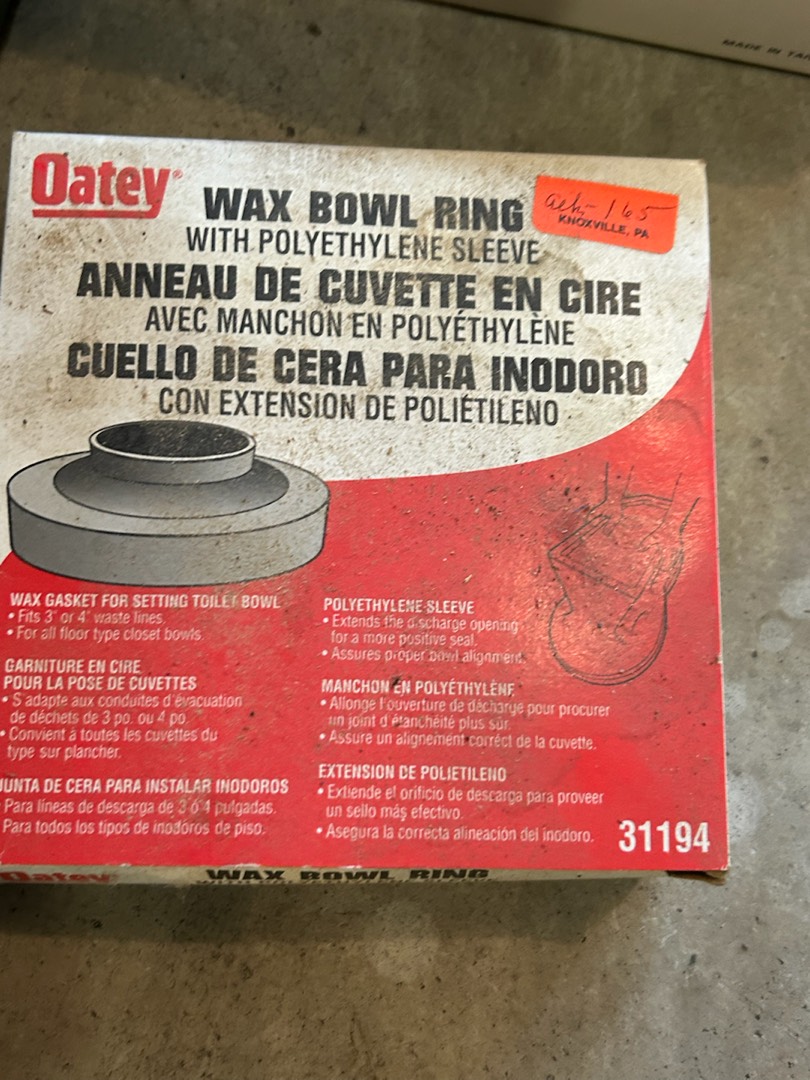 MADE IN
Oatey®
WAX BOWL RING
WITH POLYETHYLENE SLEEVE
165
KNOXVILLE, PA
ANNEAU DE CUVETTE EN CIRE
AVEC MANCHON EN POLYÉTHYLÈNE
CUELLO DE CERA PARA INODORO
CON EXTENSION DE POLIÉTILENO
WAX GASKET FOR SETTING TOILET BOWL
• Fits 3" or 4" waste lines.
• For all floor type closet bowls.
GARNITURE EN CIRE
POUR LA POSE DE CUVETTES
• S'adapte aux conduites d'évacuation
de déchets de 3 po. ou 4 po.
• Convient à toutes les cuvettes du
type sur plancher.
JUNTA DE CERA PARA INSTALAR INODOROS
Para líneas de descarga de 3 ó 4 pulgadas.
Para todos los tipos de inodoros de piso.
POLYETHYLENE SLEEVE
• Extends the discharge opening
for a more positive seal.
• Assures proper bowl alignment.
MANCHON EN POLYÉTHYLÈNE
• Allonge l'ouverture de décharge pour procurer
un joint d'étanchéité plus sûr.
• Assure un alignement correct de la cuvette.
EXTENSION DE POLIETILENO
• Extiende el orificio de descarga para proveer
un sello más efectivo.
• Asegura la correcta alineación del inodoro.
31194
Oatey
WAX BOWL RING